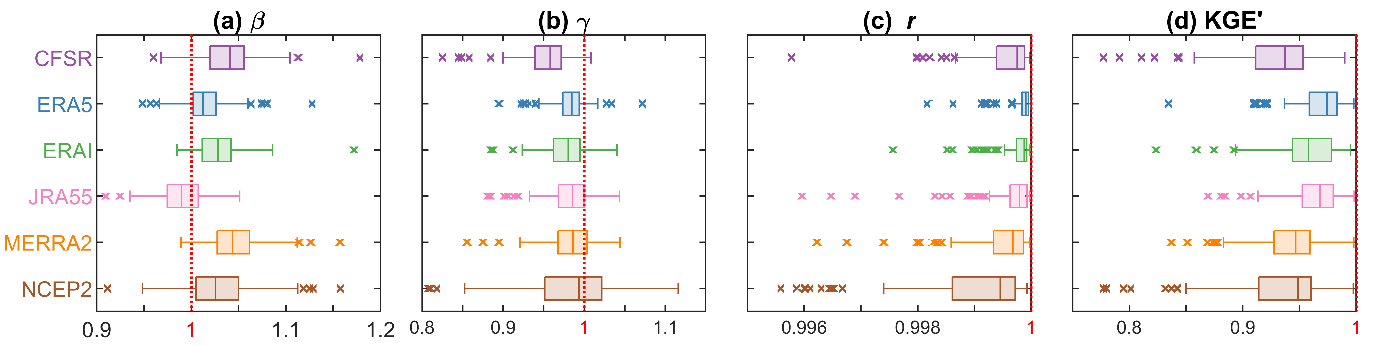 (a) β
(b) γ
(c) r
(d) KGE'
CFSR
ERA5
ERAI
JRA55
MERRA2
NCEP2
0.9 1 1.1 1.2
0.8 0.9 1 1.1
0.996 0.998 1
0.8 0.9 1